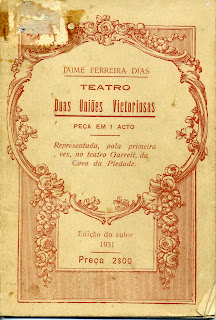 JAIME FERREIRA DIAS
TEATRO
Duas Uniões Victoriosas
PEÇA EM 1 ACTO
Representada, pala primeira
vez, no teatro Garrett, da
Cova da Piedade.
Edição do autor
1931
Preço 2$00